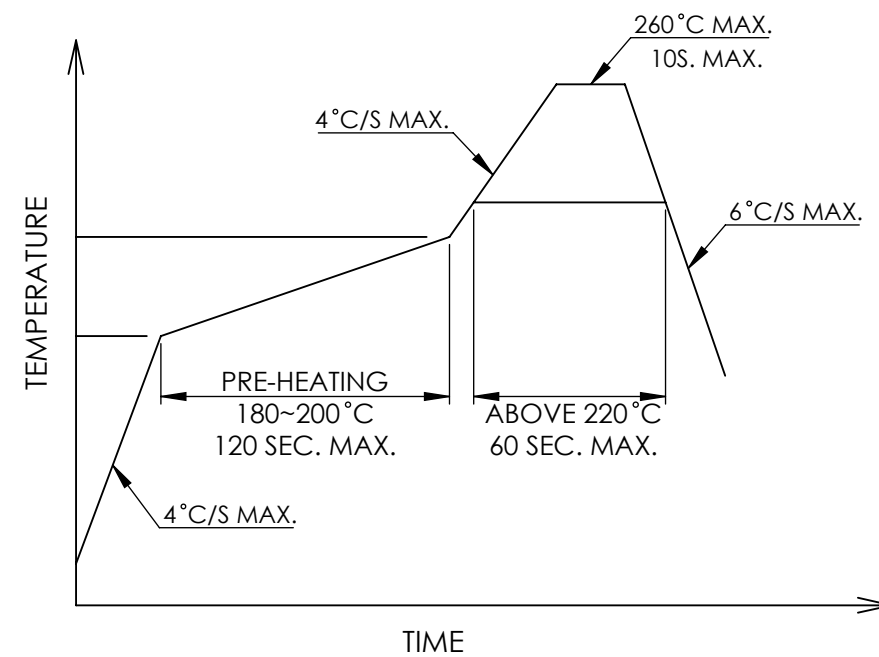 260°C MAX.
10S. MAX.
4°C/S MAX.
6°C/S MAX.
TEMPERATURE
PRE-HEATING
180~200°C
120 SEC. MAX.
ABOVE 220°C
60 SEC. MAX.
4°C/S MAX.
TIME